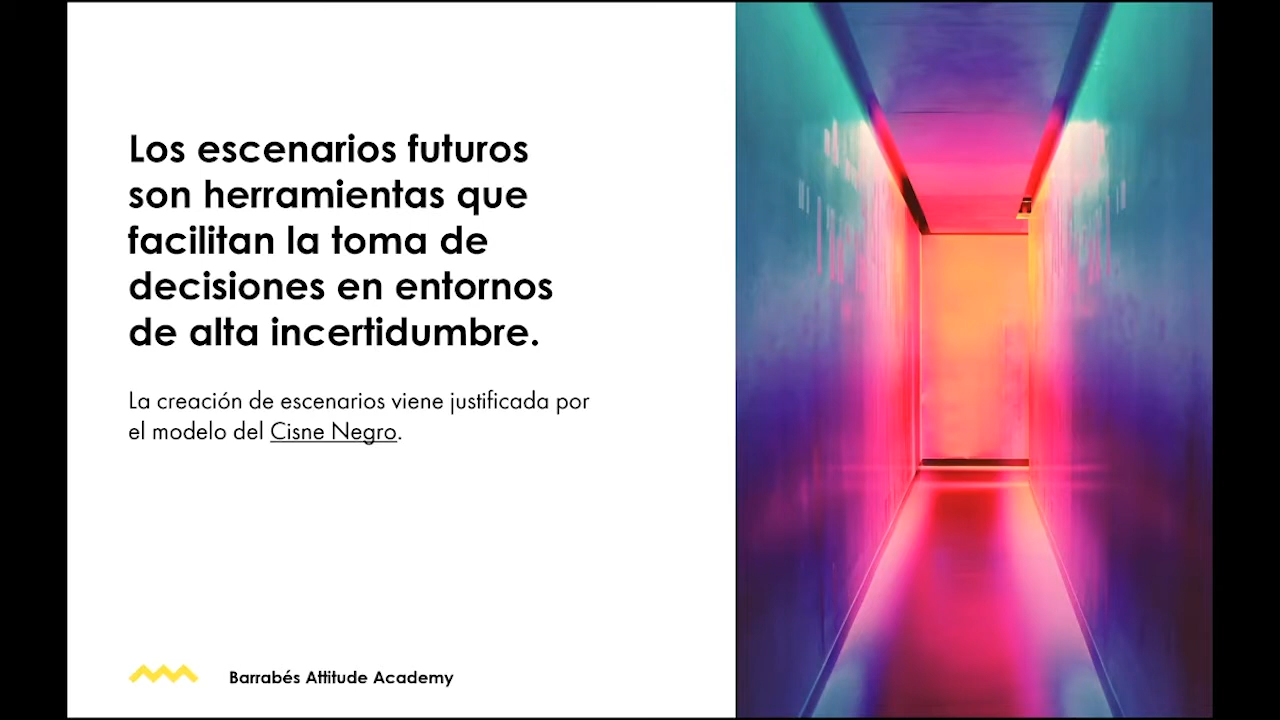 Los escenarios futuros
son herramientas que
facilitan la toma de
decisiones en entornos
de alta incertidumbre.
La creación de escenarios viene justificada por
el modelo del Cisne Negro.
Barrabés Attitude Academy